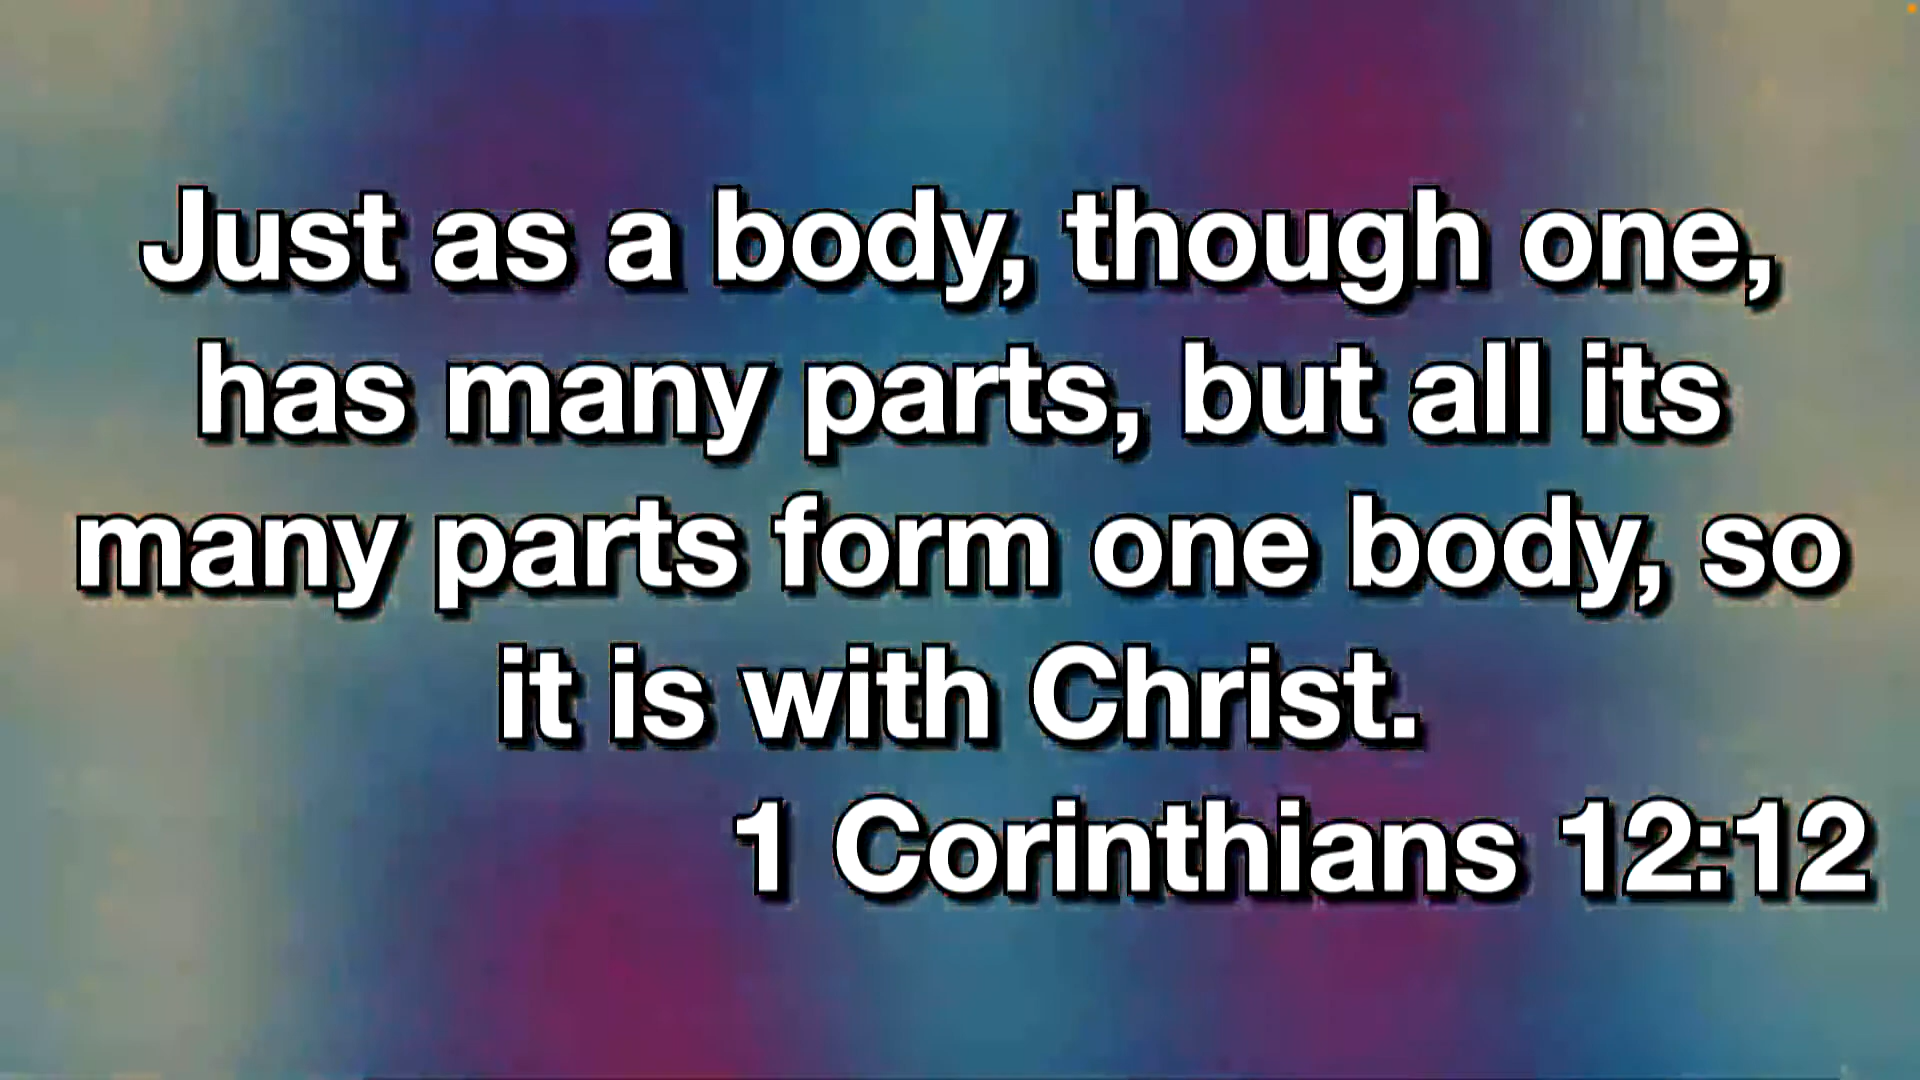 Just as a body, though one,
has many parts, but all its
many parts form one body, so
it is with Christ.
1 Corinthians 12:12